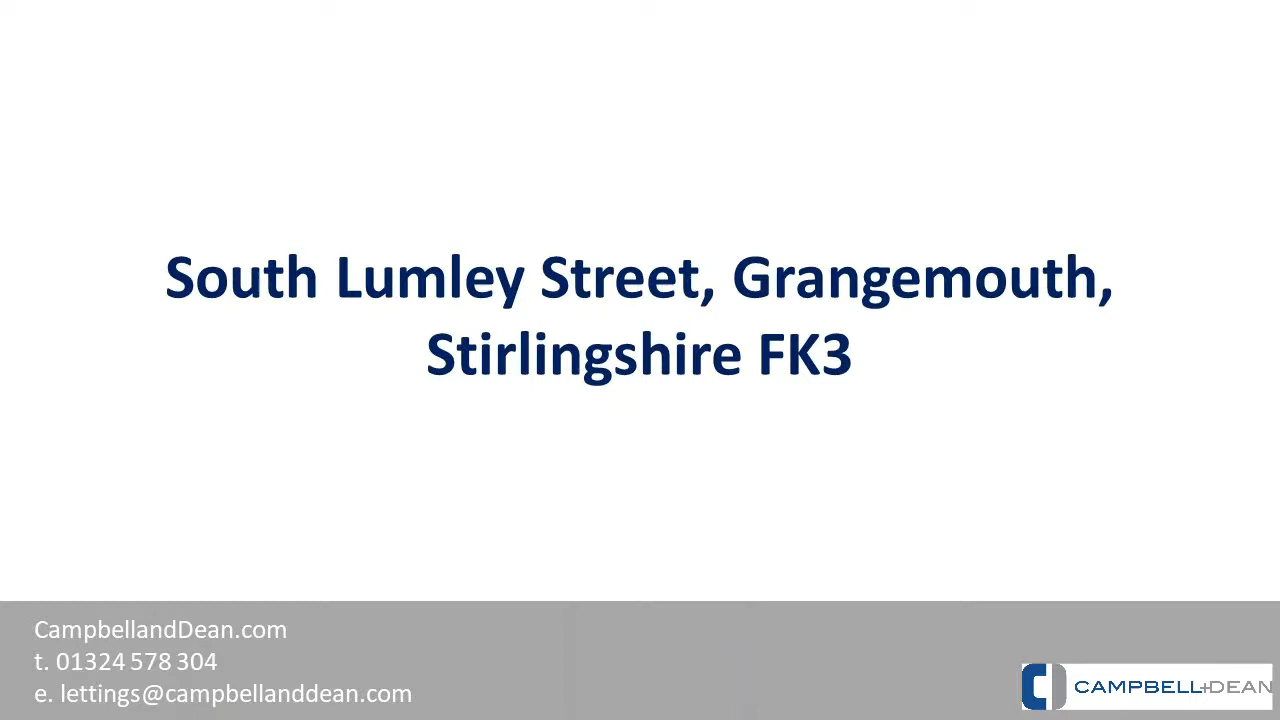 South Lumley Street, Grangemouth,
Stirlingshire FK3
CampbellandDean.com
t. 01324 578 304
e. lettings@campbellanddean.com
CAMPBELL+DEAN